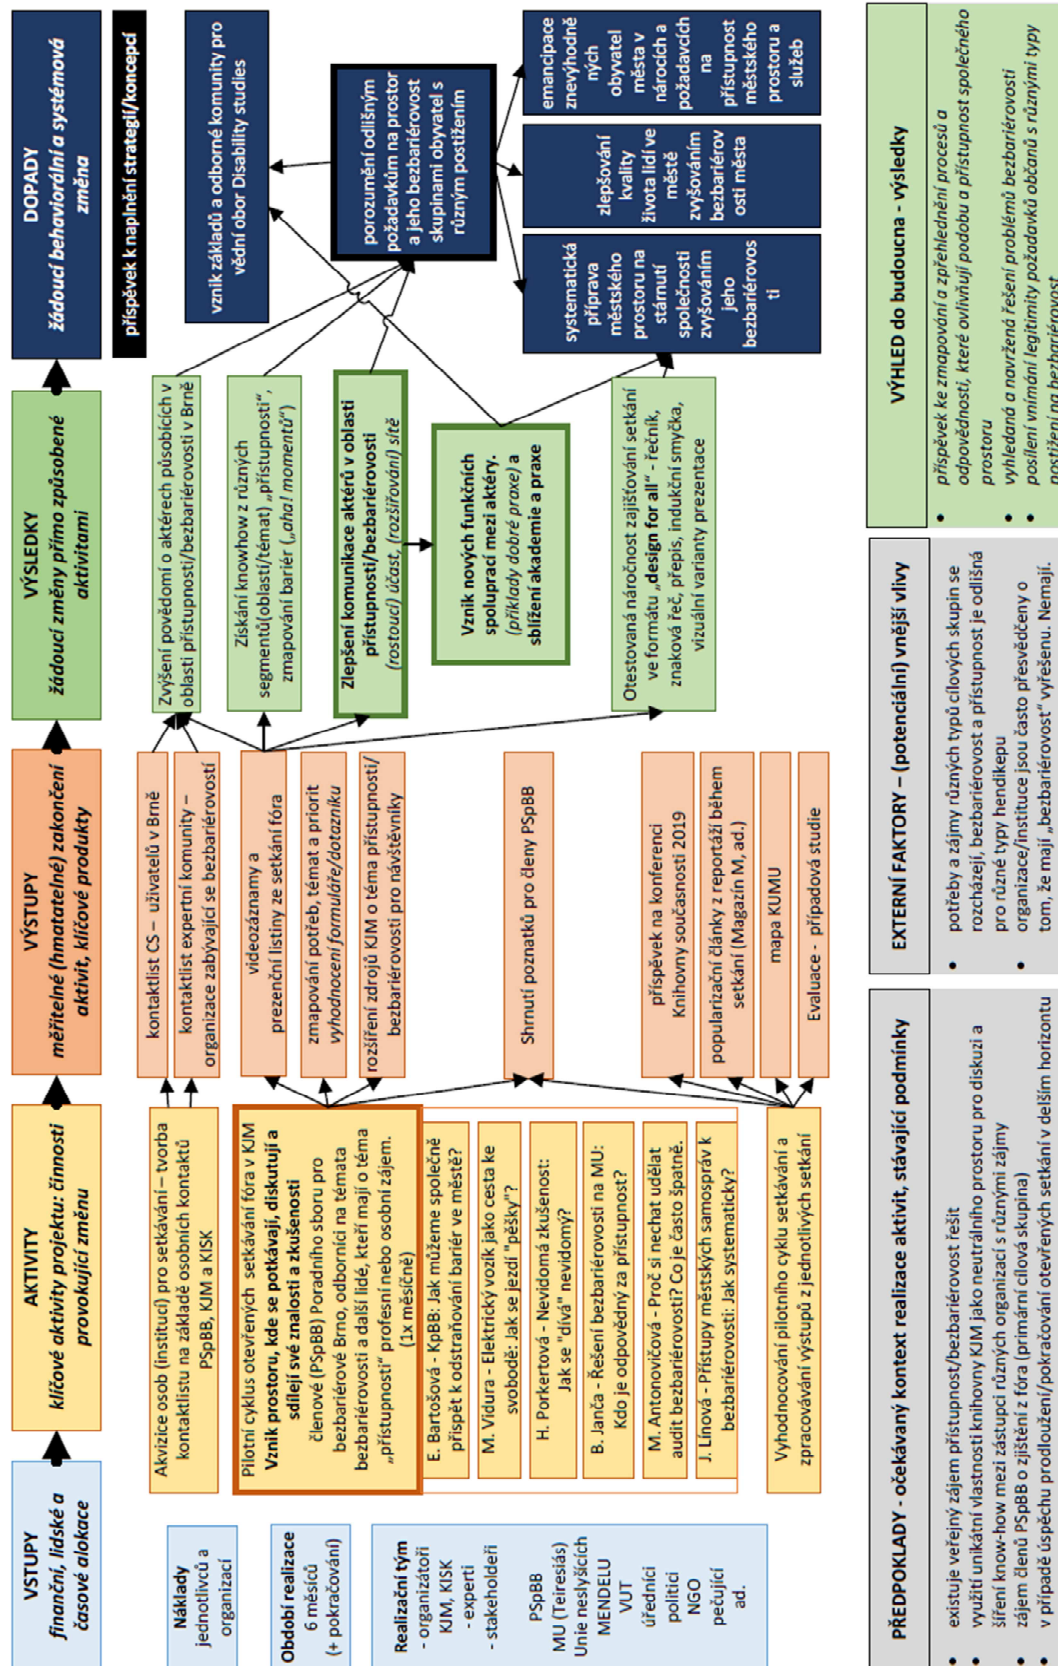 VSTUPY
finanční, lidské a
časové alokace
Náklady
jednotlivců a
organizací
Období realizace
6 měsíců
(+ pokračování)
Realizační tým
- organizátoři
KJM, KISK
- experti
- stakeholdeři
PSpBB
MU (Teiresiás)
Unie neslyšících
MENDELU
VUT
úředníci
politici
NGO
pečující
ad.
AKTIVITY
klíčové aktivity projektu: činnosti
provokující změnu
Akvizice osob (institucí) pro setkávání – tvorba
kontaktlistu na základě osobních kontaktů
PSpBB, KJM a KISK
Pilotní cyklus otevřených setkávání fóra v KJM
Vznik prostoru, kde se potkávají, diskutují a
sdílejí své znalosti a zkušenosti
členové (PSpBB) Poradního sboru pro
bezbariérové Brno, odborníci na témata
bezbariérovosti a další lidé, kteří mají o téma
„přístupnosti" profesní nebo osobní zájem.
(1x měsíčně)
E. Bartošová - KpBB: Jak můžeme společně
přispět k odstraňování bariér ve městě?
M. Vidura - Elektrický vozík jako cesta ke
svobodě: Jak se jezdí "pěšky"?
H. Porkertová - Nevidomá zkušenost:
Jak se "dívá" nevidomý?
B. Janča - Řešení bezbariérovosti na MU:
Kdo je odpovědný za přístupnost?
M. Antonovičová - Proč si nechat udělat
audit bezbariérovosti? Co je často špatně.
J. Línová - Přístupy městských samospráv k
bezbariérovosti: Jak systematicky?
Vyhodnocování pilotního cyklu setkávání a
zpracovávání výstupů z jednotlivých setkání
VÝSTUPY
měřitelné (hmatatelné) zakončení
aktivit, klíčové produkty
kontaktlist CS – uživatelů v Brně
kontaktlist expertní komunity –
organizace zabývající se bezbariérovostí
videozáznamy a
prezenční listiny ze setkání fóra
zmapování potřeb, témat a priorit
vyhodnocení formuláře/dotazníku
rozšíření zdrojů KJM o téma přístupnosti/
bezbariérovosti pro návštěvníky
Shrnutí poznatků pro členy PSpBB
příspěvek na konferenci
Knihovny současnosti 2019
popularizační články z reportáží během
setkání (Magazín M, ad.)
mapa KUMU
Evaluace - případová studie
VÝSLEDKY
žádoucí změny přímo způsobené
aktivitami
Zvýšení povědomí o aktérech působících v
oblasti přístupnosti/bezbariérovosti v Brně
Získání knowhow z různých
segmentů(oblastí/témat) „přístupnosti",
zmapování bariér („aha! momentů")
Zlepšení komunikace aktérů v oblasti
přístupnosti/bezbariérovosti
(rostoucí) účast, (rozšiřování) sítě
Vznik nových funkčních
spoluprací mezi aktéry.
(příklady dobré praxe) a
sblížení akademie a praxe
Otestovaná náročnost zajišťování setkání
ve formátu „design for all" - řečník,
znaková řeč, přepis, indukční smyčka,
vizuální varianty prezentace
DOPADY
žádoucí behaviorální a systémová
změna
příspěvek k naplnění strategií/koncepcí
vznik základů a odborné komunity pro
vědní obor Disability studies
porozumění odlišným
požadavkům na prostor
a jeho bezbariérovost
skupinami obyvatel s
různým postižením
systematická
příprava
městského
prostoru na
stárnutí
společnosti
zvyšováním
jeho
bezbariérovos
ti
zlepšování
kvality
života lidí ve
městě
zvyšováním
bezbariérov
osti města
emancipace
znevýhodně
ných
obyvatel
města v
nárocích a
požadavcích
na
přístupnost
městského
prostoru a
služeb
PŘEDPOKLADY - očekávaný kontext realizace aktivit, stávající podmínky
• existuje veřejný zájem přístupnost/bezbariérovost řešit
• využití unikátní vlastnosti knihovny KJM jako neutrálního prostoru pro diskuzi a
šíření know-how mezi zástupci různých organizací s různými zájmy
• zájem členů PSpBB o zjištění z fóra (primární cílová skupina)
• v případě úspěchu prodloužení/pokračování otevřených setkání v delším horizontu
EXTERNÍ FAKTORY – (potenciální) vnější vlivy
• potřeby a zájmy různých typů cílových skupin se
rozcházejí, bezbariérovost a přístupnost je odlišná
pro různé typy hendikepu
• organizace/instituce jsou často přesvědčeny o
tom, že mají „bezbariérovost" vyřešenu. Nemají.
VÝHLED do budoucna - výsledky
• příspěvek ke zmapování a zpřehlednění procesů a
odpovědností, které ovlivňují podobu a přístupnost společného
prostoru
• vyhledaná a navržená řešení problémů bezbariérovosti
• posílení vnímání legitimity požadavků občanů s různými typy
postižení na bezbariérovost